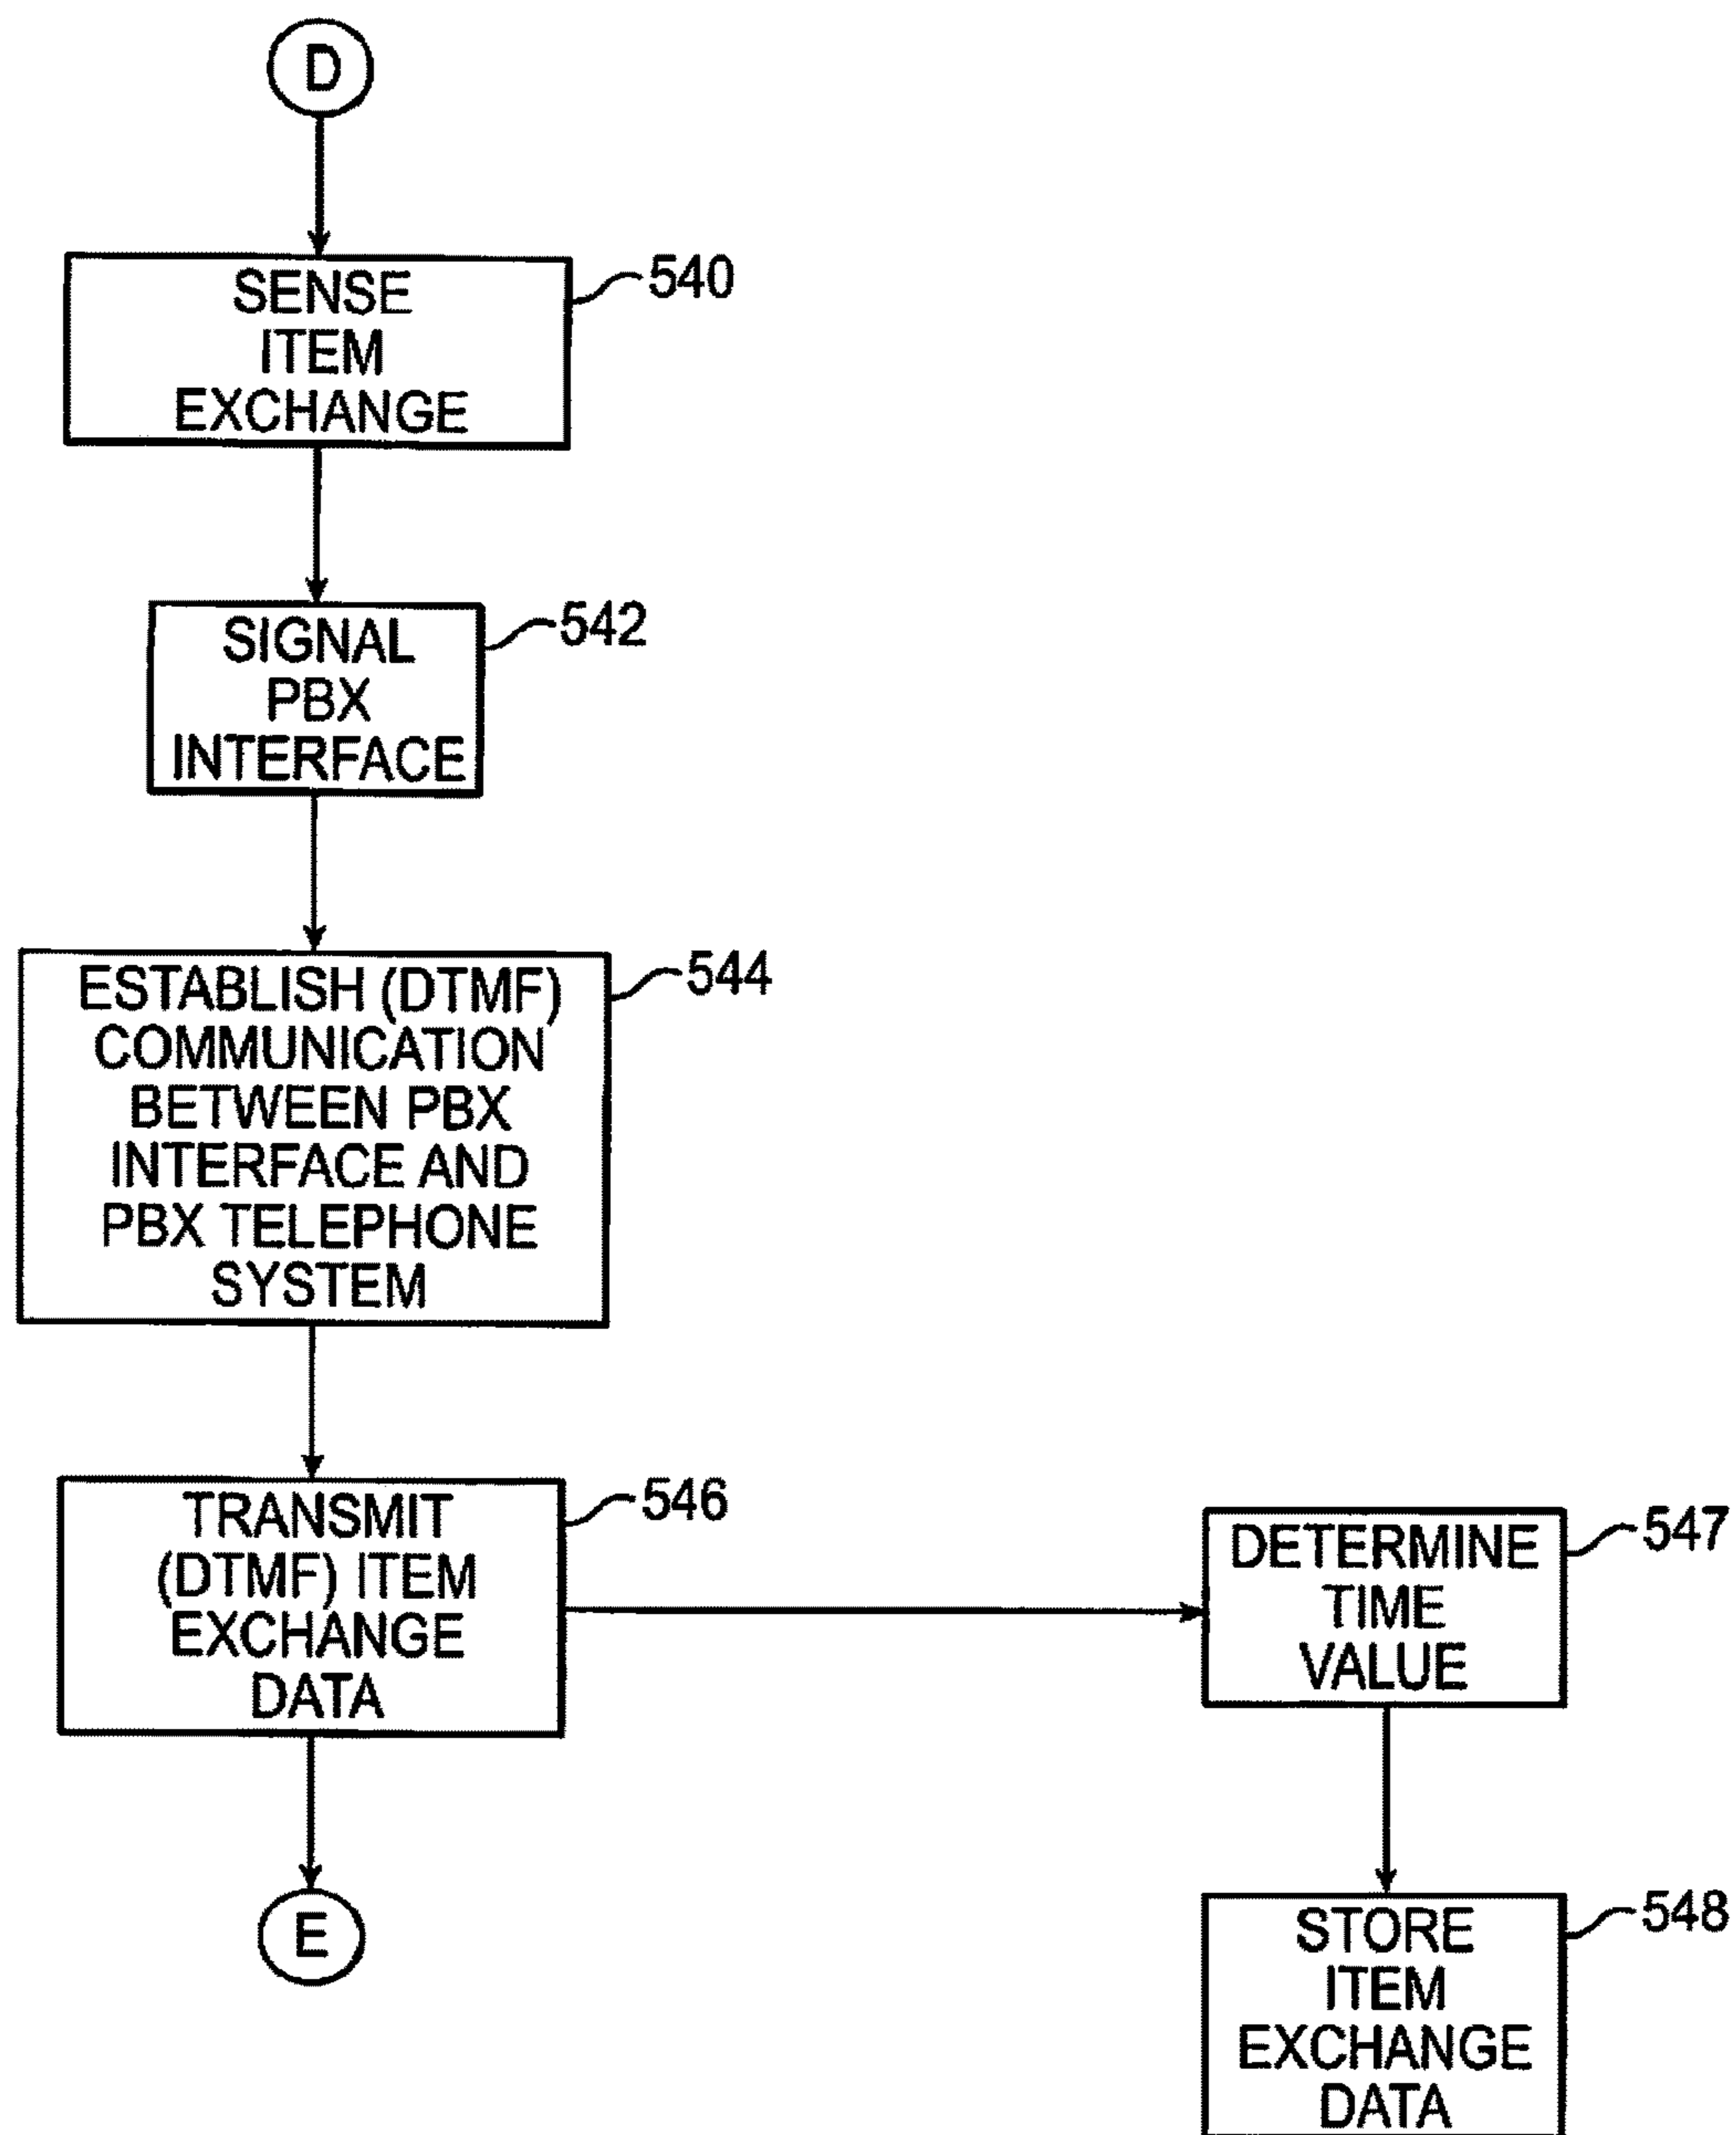 D
SENSE
ITEM
EXCHANGE
540
SIGNAL
PBX
INTERFACE
542
ESTABLISH (DTMF)
COMMUNICATION
BETWEEN PBX
INTERFACE AND
PBX TELEPHONE
SYSTEM
544
TRANSMIT
(DTMF) ITEM
EXCHANGE
DATA
546
DETERMINE
TIME
VALUE
547
E
STORE
ITEM
EXCHANGE
DATA
548